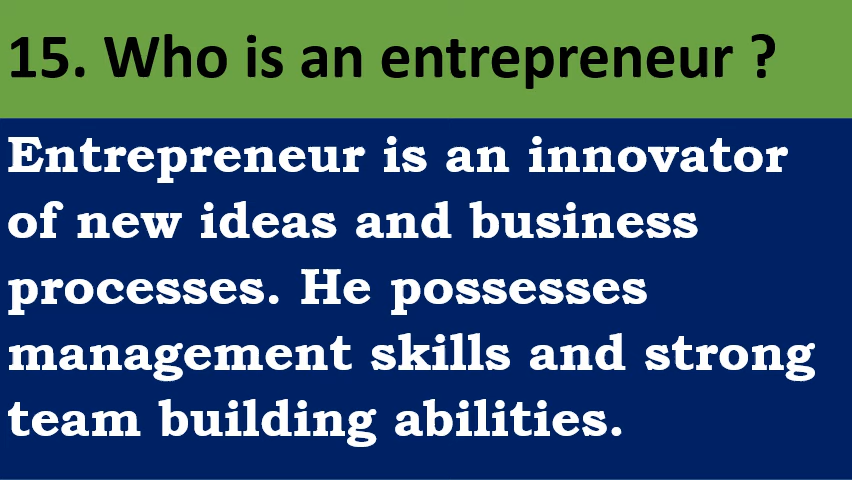 15. Who is an entrepreneur ?
Entrepreneur is an innovator
of new ideas and business
processes. He possesses
management skills and strong
team building abilities.